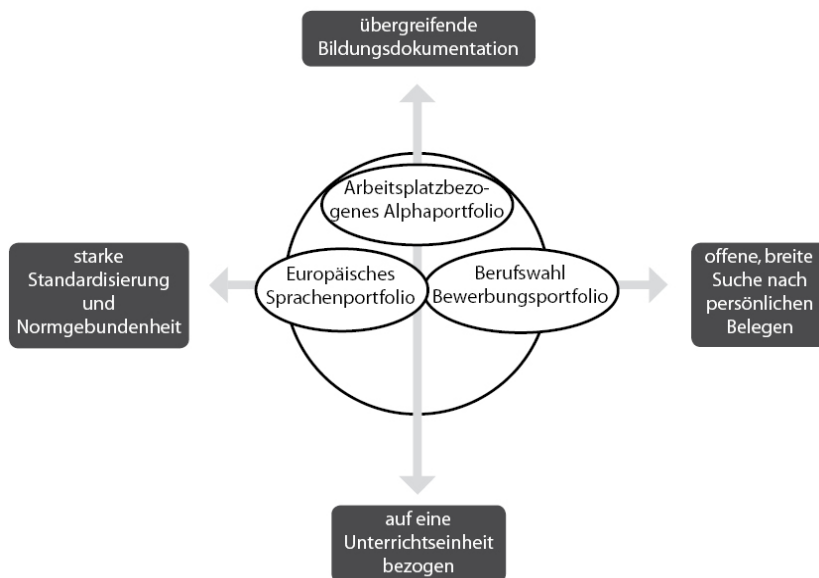 übergreifende
Bildungsdokumentation
Arbeitsplatzbezo-
genes Alphaportfolio
starke
Standardisierung
und
Normgebundenheit
Europäisches
Sprachenportfolio
Berufswahl
Bewerbungsportfolio
offene, breite
Suche nach
persönlichen
Belegen
auf eine
Unterrichtseinheit
bezogen